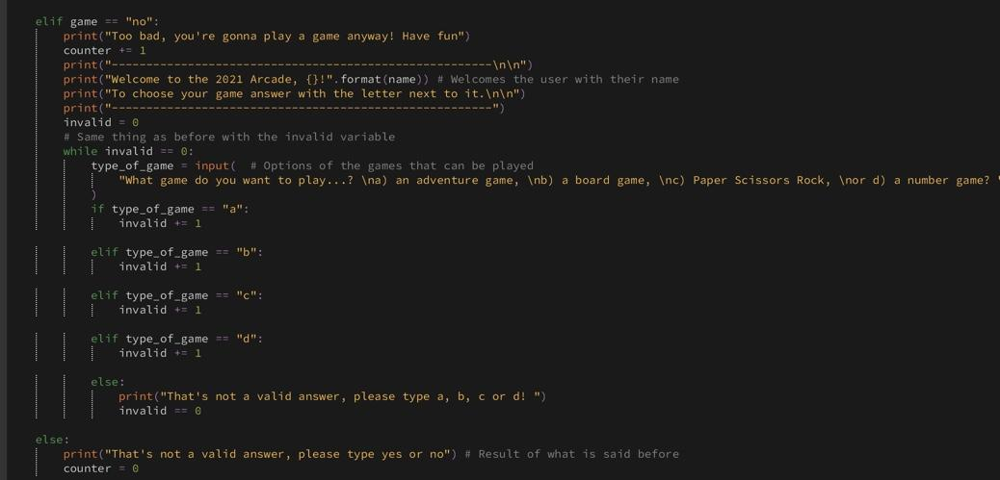 elif game == "no":
print("Too bad, you're gonna play a game anyway! Have fun")
counter += 1
print("-------------------------------------------------------\n\n")
print("Welcome to the 2021 Arcade, {}!".format(name)) # Welcomes the user with their name
print("To choose your game answer with the letter next to it.\n\n")
print("-------------------------------------------------------")
invalid = 0
# Same thing as before with the invalid variable
while invalid == 0:
type_of_game = input(  # Options of the games that can be played
"What game do you want to play...? \na) an adventure game, \nb) a board game, \nc) Paper Scissors Rock, \nor d) a number game? "
)
if type_of_game == "a":
invalid += 1
elif type_of_game == "b":
invalid += 1
elif type_of_game == "c":
invalid += 1
elif type_of_game == "d":
invalid += 1
else:
print("That's not a valid answer, please type a, b, c or d! ")
invalid == 0
else:
print("That's not a valid answer, please type yes or no") # Result of what is said before
counter = 0